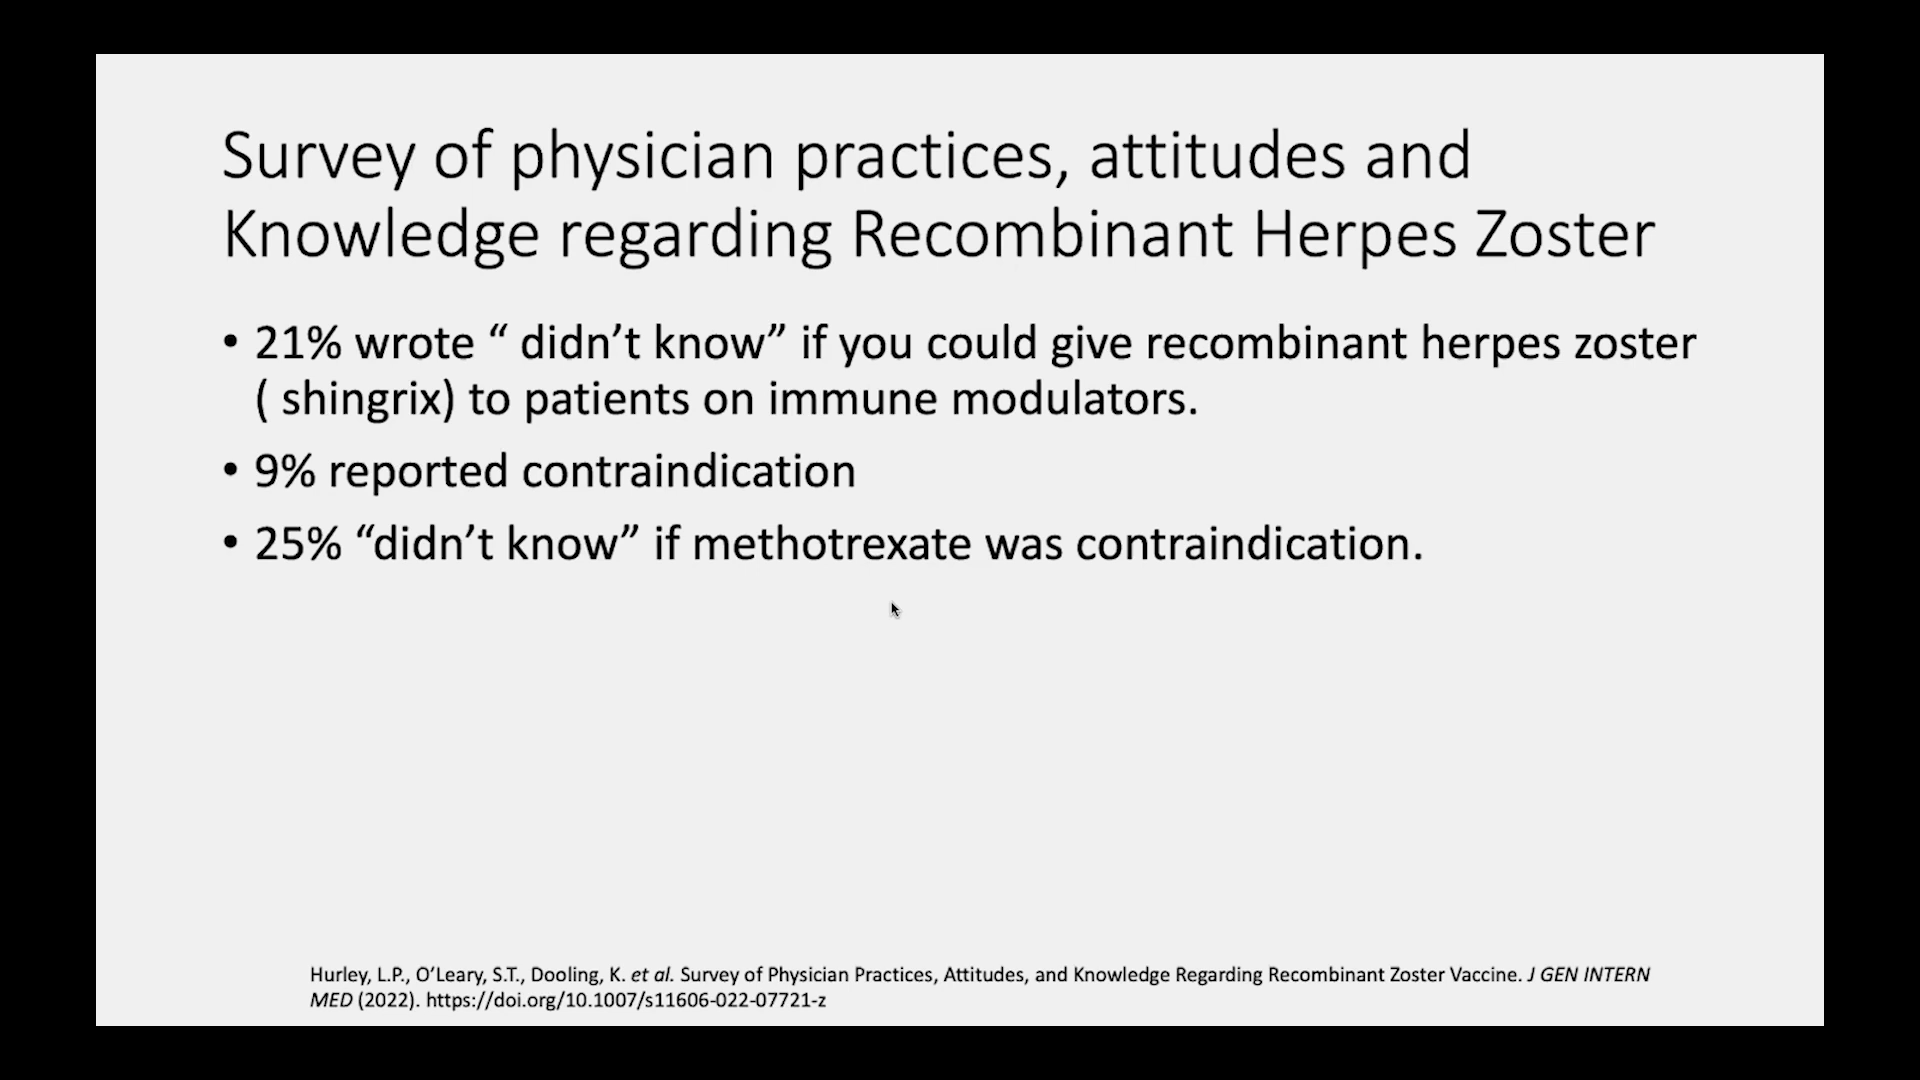 Survey of physician practices, attitudes and
Knowledge regarding Recombinant Herpes Zoster
• 21% wrote “ didn’t know” if you could give recombinant herpes zoster
( shingrix) to patients on immune modulators.
• 9% reported contraindication
• 25% “didn’t know” if methotrexate was contraindication.
Hurley, L.P., O’Leary, S.T., Dooling, K. et al. Survey of Physician Practices, Attitudes, and Knowledge Regarding Recombinant Zoster Vaccine. J GEN INTERN
MED (2022). https://doi.org/10.1007/s11606-022-07721-z